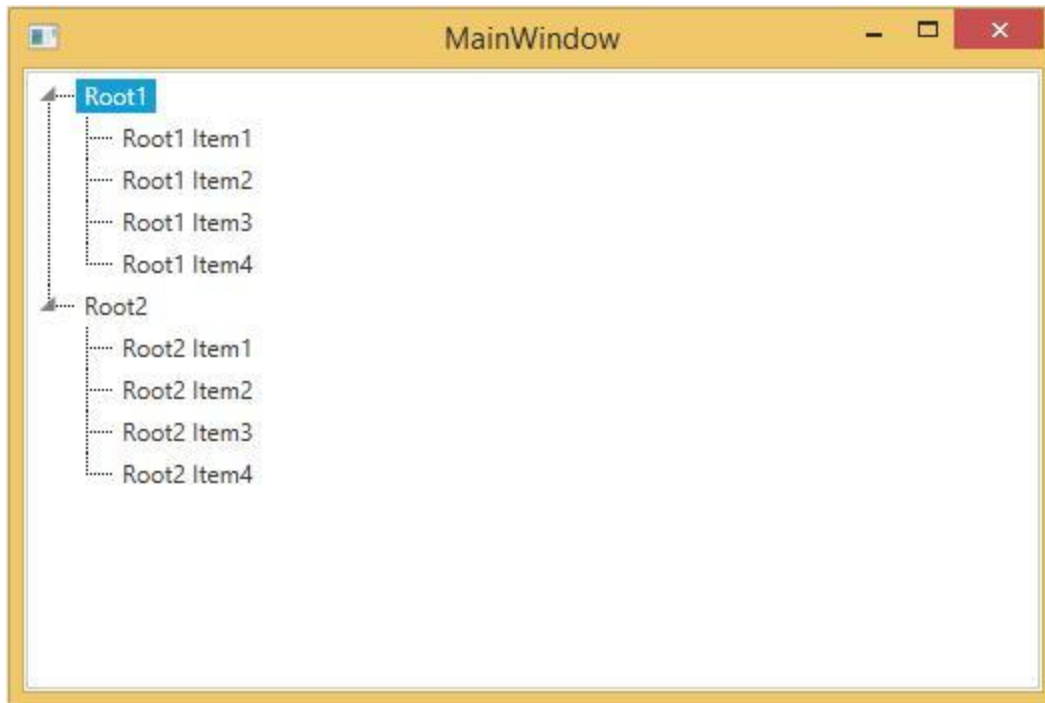 MainWindow
Root1
Root1 Item1
Root1 Item2
Root1 Item3
Root1 Item4
Root2
Root2 Item1
Root2 Item2
Root2 Item3
Root2 Item4